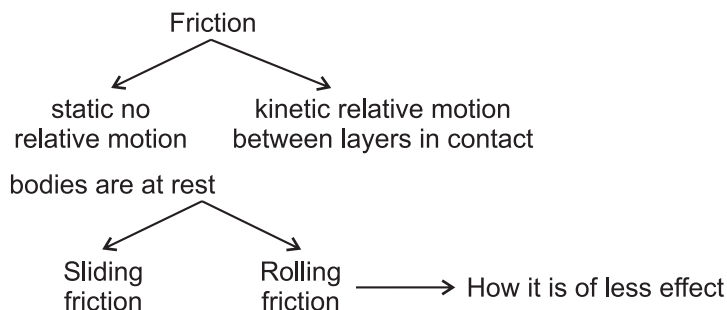 Friction
static no
relative motion
kinetic relative motion
between layers in contact
bodies are at rest
Sliding
friction
Rolling
friction
How it is of less effect